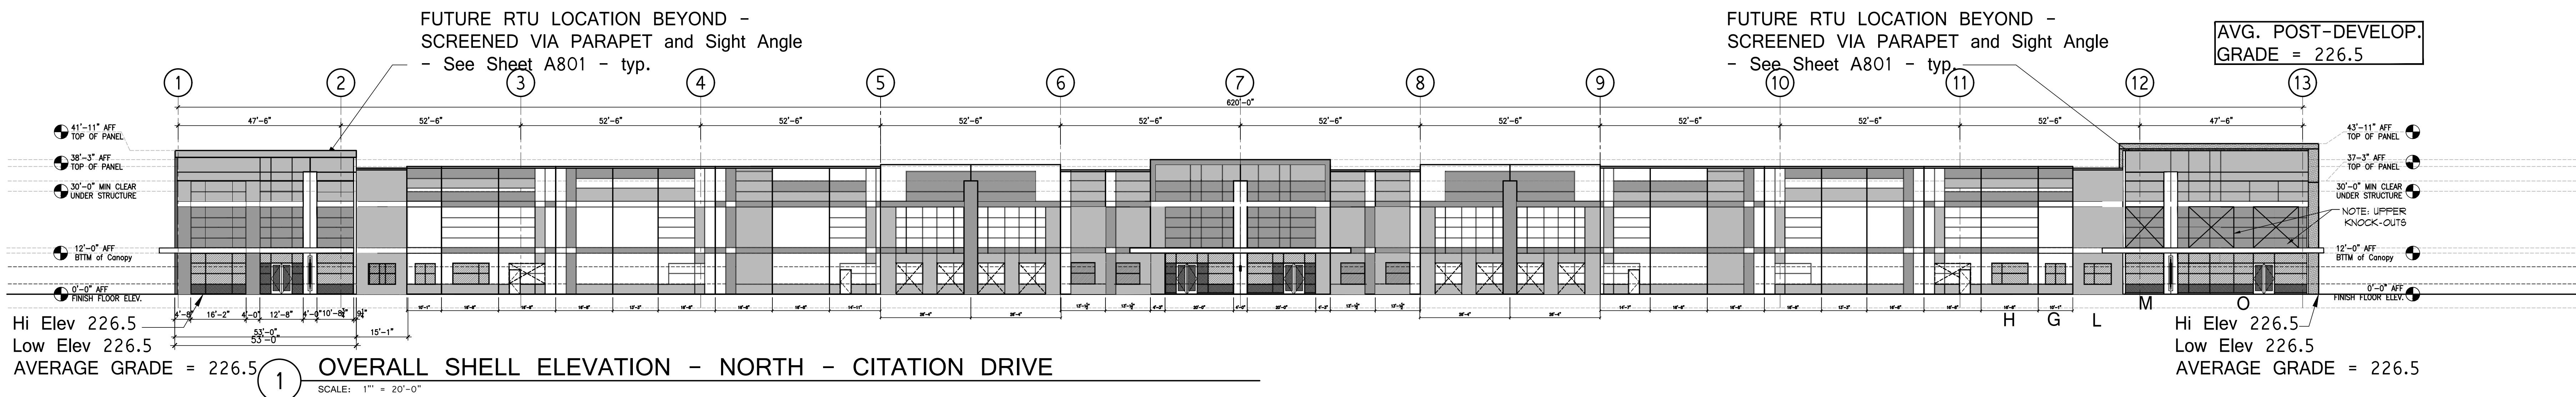 FUTURE RTU LOCATION BEYOND -
SCREENED VIA PARAPET and Sight Angle
- See Sheet A801 - typ.
FUTURE RTU LOCATION BEYOND -
SCREENED VIA PARAPET and Sight Angle
- See Sheet A801 - typ.
AVG. POST-DEVELOP.
GRADE = 226.5
1 2 3 4 5 6 7 8 9 10 11 12 13
620'-0"
47'-6" 52'-6" 52'-6" 52'-6" 52'-6" 52'-6" 52'-6" 52'-6" 52'-6" 52'-6" 52'-6" 47'-6"
41'-11" AFF
TOP OF PANEL
38'-3" AFF
TOP OF PANEL
30'-0" MIN CLEAR
UNDER STRUCTURE
12'-0" AFF
BTTM of Canopy
0'-0" AFF
FINISH FLOOR ELEV.
43'-11" AFF
TOP OF PANEL
37-3" AFF
TOP OF PANEL
30'-0" MIN CLEAR
UNDER STRUCTURE
NOTE: UPPER
KNOCK-OUTS
12'-0" AFF
BTTM of Canopy
0'-0" AFF
FINISH FLOOR ELEV.
4'-8" 16'-2" 4'-0" 12'-8" 4'-0" 10'-8½"
53'-0" 15'-1"
53'-0"
H G L M O
Hi Elev 226.5
Low Elev 226.5
AVERAGE GRADE = 226.5
Hi Elev 226.5
Low Elev 226.5
AVERAGE GRADE = 226.5
1 OVERALL SHELL ELEVATION - NORTH - CITATION DRIVE
SCALE: 1"' = 20'-0"